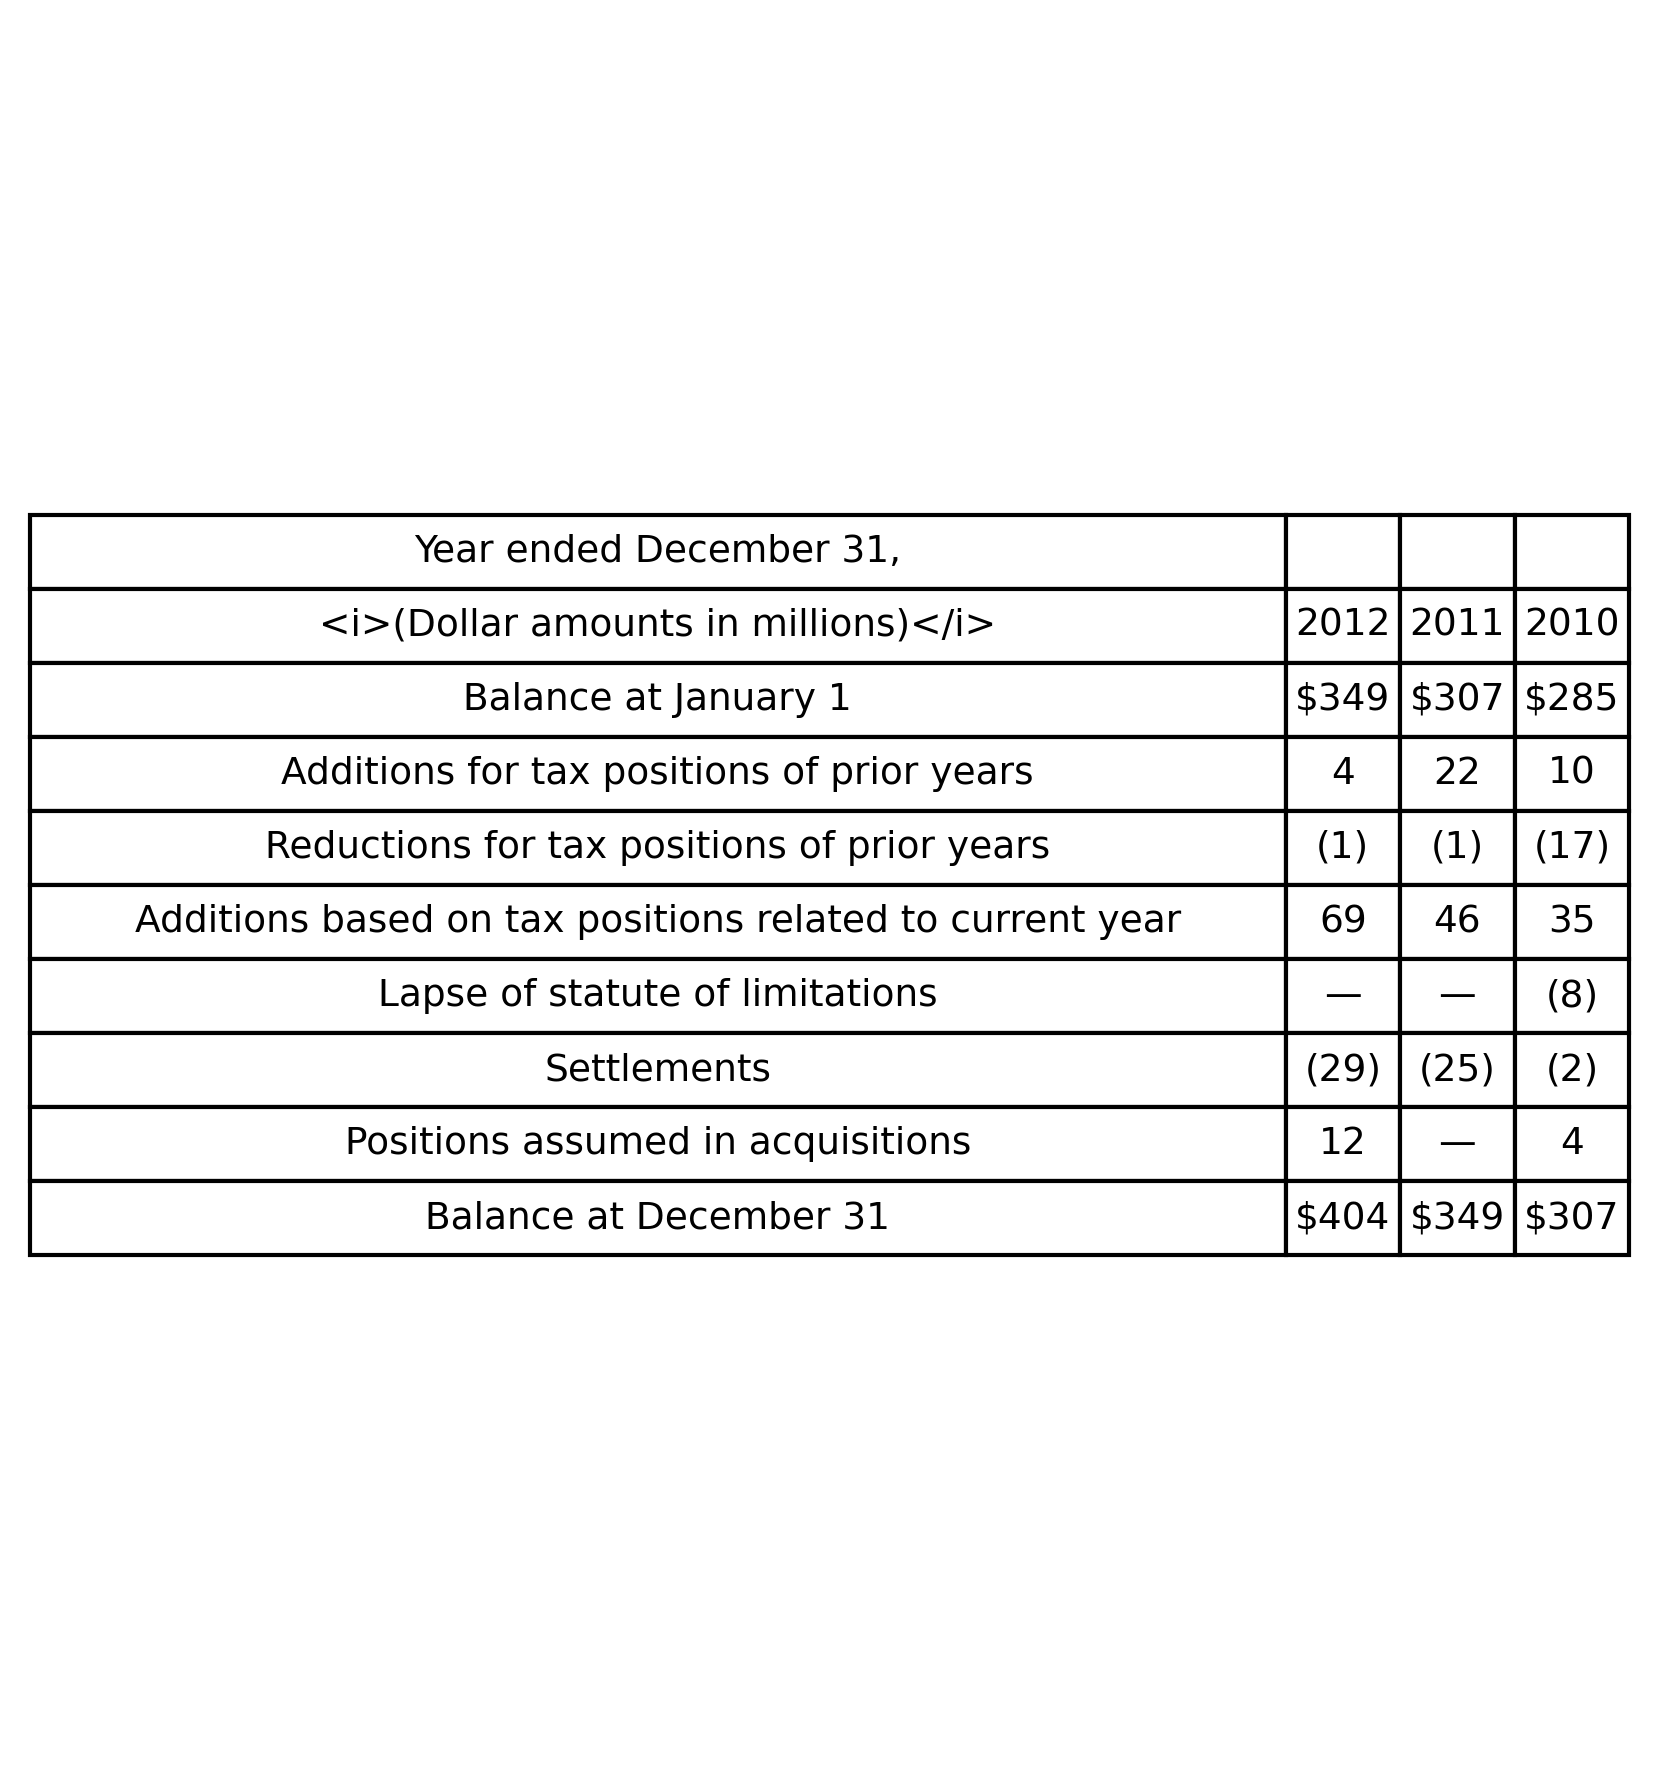 Year ended December 31,
<i>(Dollar amounts in millions)</i> 2012 2011 2010
Balance at January 1 $349 $307 $285
Additions for tax positions of prior years 4 22 10
Reductions for tax positions of prior years (1) (1) (17)
Additions based on tax positions related to current year 69 46 35
Lapse of statute of limitations — — (8)
Settlements (29) (25) (2)
Positions assumed in acquisitions 12 — 4
Balance at December 31 $404 $349 $307